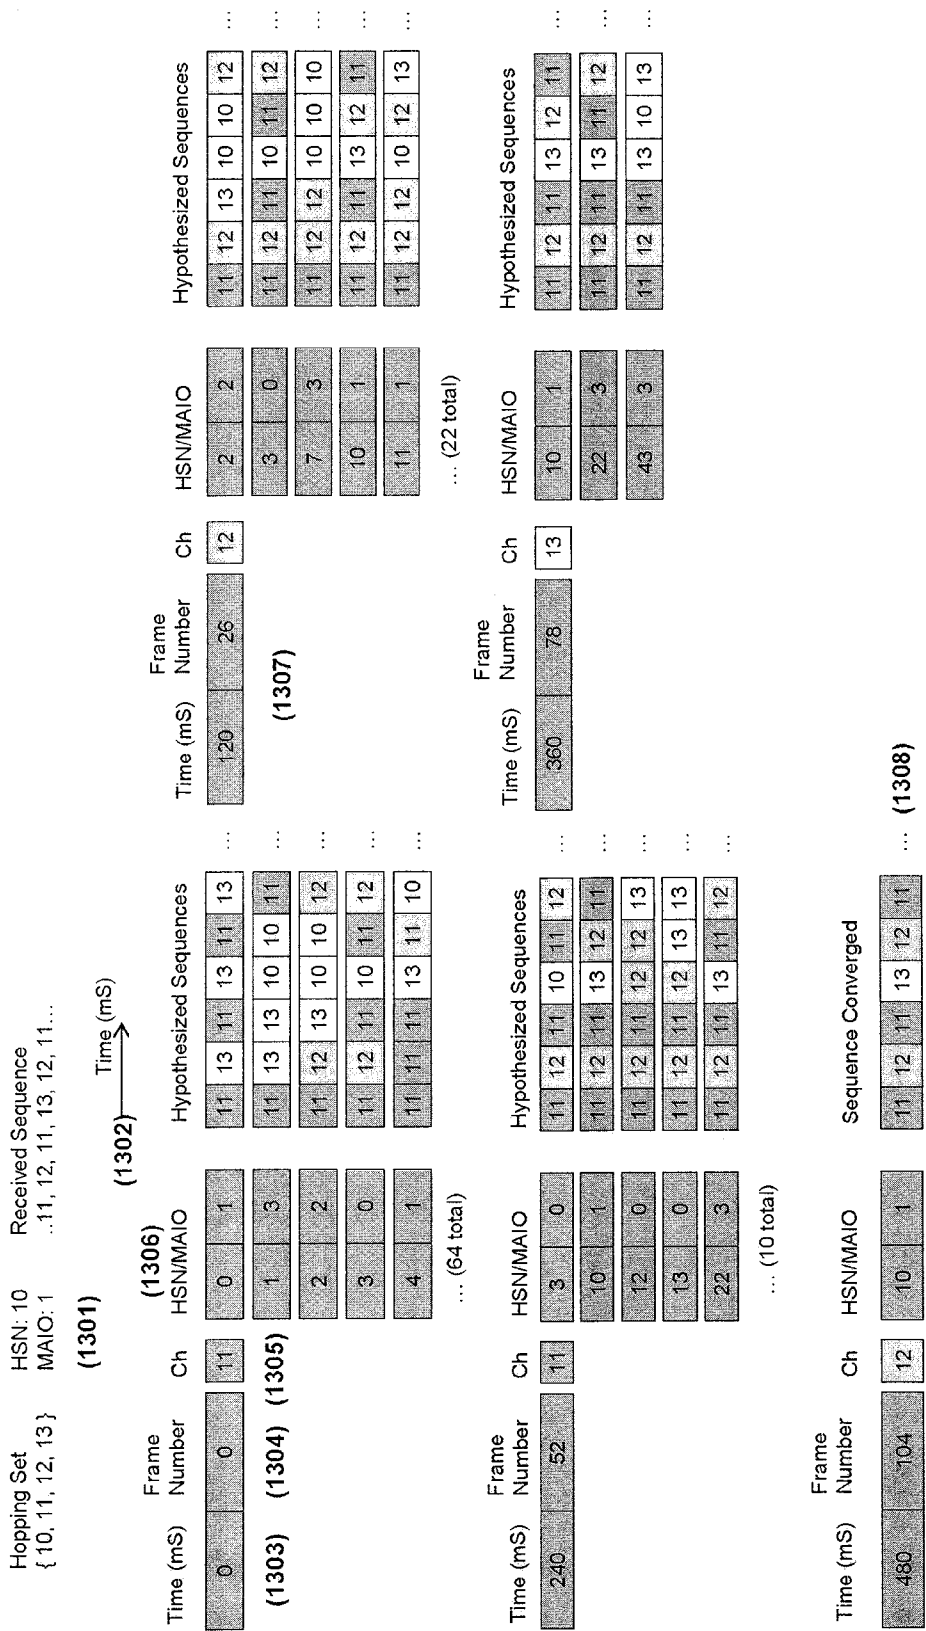 Hopping Set HSN: 10 Received Sequence
{ 10, 11, 12, 13 } MAIO: 1 ..11, 12, 11, 13, 12, 11...
(1301)
(1302) Time (mS)
(1306)
Time (mS) Frame Number Ch HSN/MAIO Hypothesized Sequences
0 0 11 0 1 11 13 11 13 11 13 ...
1 3 11 13 13 10 10 11 ...
2 2 11 12 13 10 10 12 ...
3 0 11 12 11 10 11 12 ...
4 1 11 11 11 13 11 10 ...
... (64 total)
(1303) (1304) (1305)
Time (mS) Frame Number Ch HSN/MAIO Hypothesized Sequences
120 26 12 2 2 11 12 13 10 10 12 ...
3 0 11 12 11 10 11 12 ...
7 3 11 12 12 10 10 10 ...
10 1 11 12 11 13 12 11 ...
11 1 11 12 12 10 12 13 ...
... (22 total)
(1307)
Time (mS) Frame Number Ch HSN/MAIO Hypothesized Sequences
240 52 11 3 0 11 12 11 10 11 12 ...
10 1 11 12 11 13 12 11 ...
12 0 11 12 11 12 12 13 ...
13 0 11 12 11 12 13 13 ...
22 3 11 12 11 13 11 12 ...
... (10 total)
Time (mS) Frame Number Ch HSN/MAIO Hypothesized Sequences
360 78 13 10 1 11 12 11 13 12 11 ...
22 3 11 12 11 13 11 12 ...
43 3 11 12 11 13 10 13 ...
Time (mS) Frame Number Ch HSN/MAIO Sequence Converged
480 104 12 10 1 11 12 11 13 12 11 ... (1308)